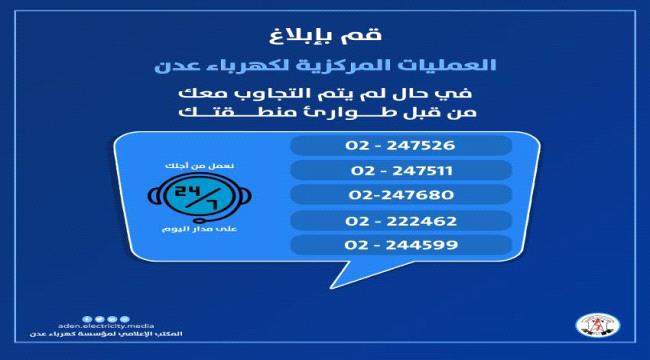 قم بإبلاغ
العمليات المركزية لكهرباء عدن
في حال لم يتم التجاوب معك
من قبل طـــوارئ منطـــقتـــك
02 - 247526
02 - 247511
02-247680
02 - 222462
02 - 244599
نعمل من أجلك
24/7
على مدار اليوم
aden.electricity.media
المكتب الإعلامي لمؤسسة كهرباء عدن